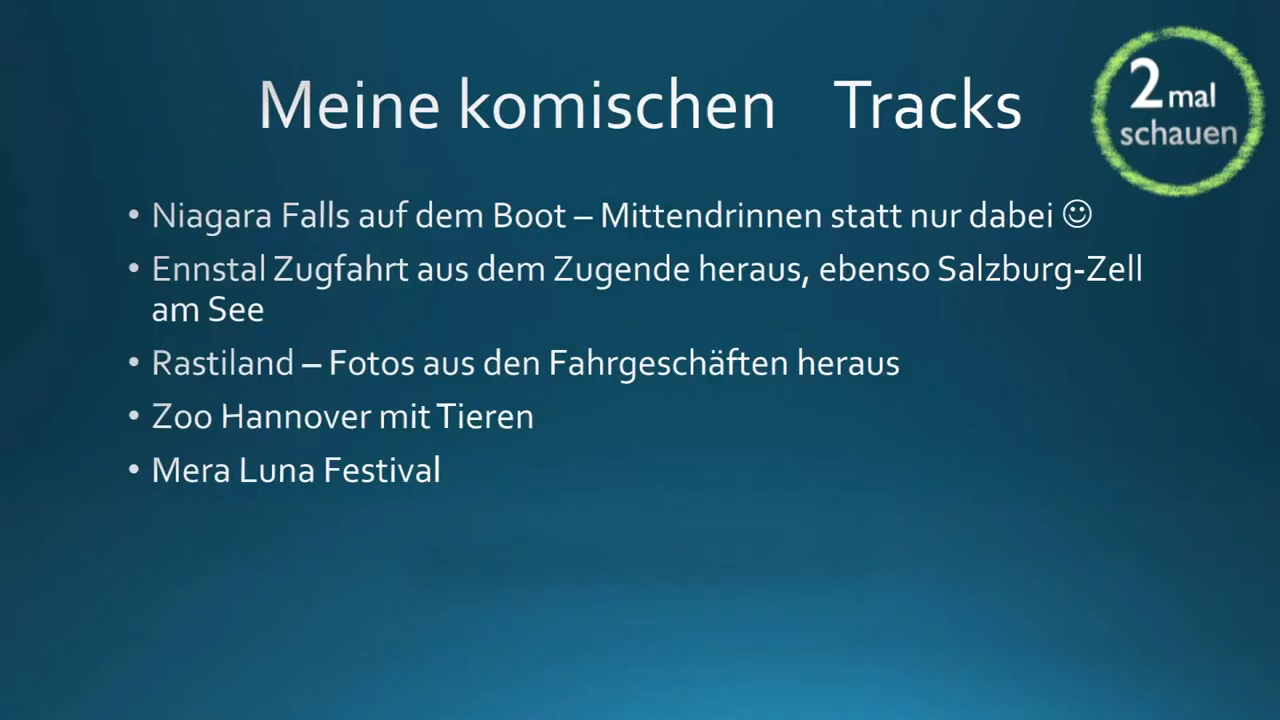 Meine komischen Tracks
2 mal
schauen
• Niagara Falls auf dem Boot – Mittendrinnen statt nur dabei ☺
• Ennstal Zugfahrt aus dem Zugende heraus, ebenso Salzburg-Zell
am See
• Rastiland – Fotos aus den Fahrgeschäften heraus
• Zoo Hannover mit Tieren
• Mera Luna Festival